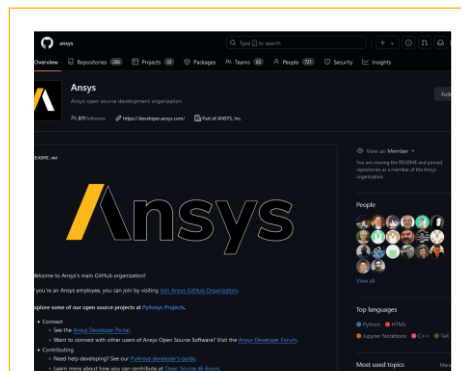 ansys
Type / to search
Overview Repositories Projects Packages Teams People Security Insights
Ansys
Ansys open source development organization
followers https://developer.ansys.com/ Part of ANSYS, Inc.
README.md
Ansys
Welcome to Ansys's main GitHub organization!
If you're an Ansys employee, you can join by visiting Join Ansys GitHub Organization.
Explore some of our open source projects at PyAnsys Projects.
Connect
See the Ansys Developer Portal.
Want to connect with other users of Ansys Open Source Software? Visit the Ansys Developer Forum.
Contributing
Need help developing? See our PyAnsys developer's guide.
Learn more about how you can contribute at Open Source @ Ansys.
View as: Member
You are viewing the README and pinned
repositories as a member of the Ansys
organization.
People
View all
Top languages
Python HTML
Jupyter Notebook C++ TeX
Most used topics